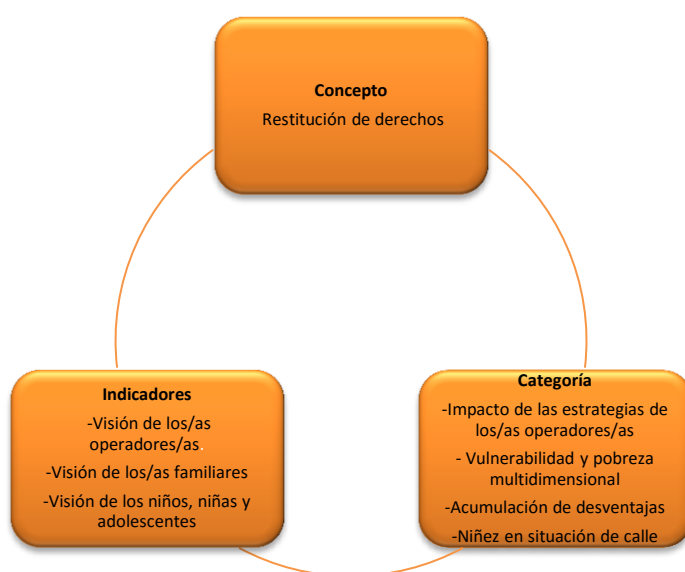 Concepto
Restitución de derechos
Indicadores
-Visión de los/as
operadores/as.
-Visión de los/as familiares
-Visión de los niños, niñas y
adolescentes
Categoría
-Impacto de las estrategias de
los/as operadores/as
- Vulnerabilidad y pobreza
multidimensional
-Acumulación de desventajas
-Niñez en situación de calle